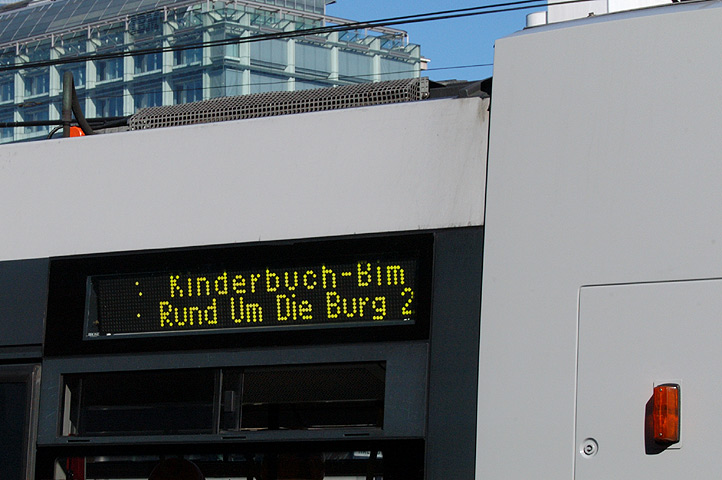 : Kinderbuch-Bim
: Rund Um Die Burg 2